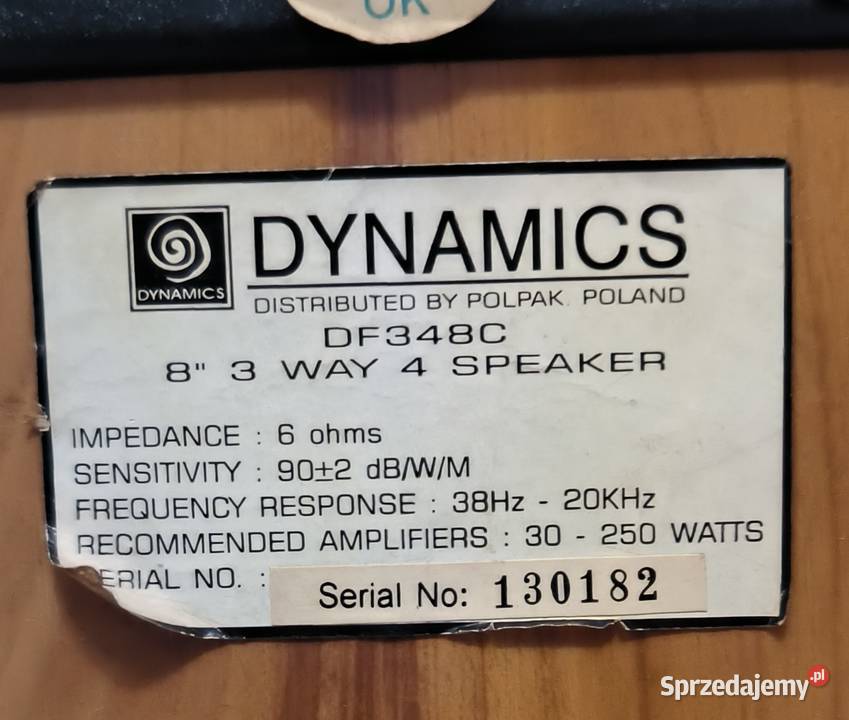 OK
DYNAMICS
DYNAMICS
DISTRIBUTED BY POLPAK. POLAND
DF348C
8" 3 WAY 4 SPEAKER
IMPEDANCE : 6 ohms
SENSITIVITY : 90±2 dB/W/M
FREQUENCY RESPONSE : 38Hz - 20KHz
RECOMMENDED AMPLIFIERS : 30 - 250 WATTS
ERIAL NO. :
Serial No: 130182
Sprzedajemy.pl